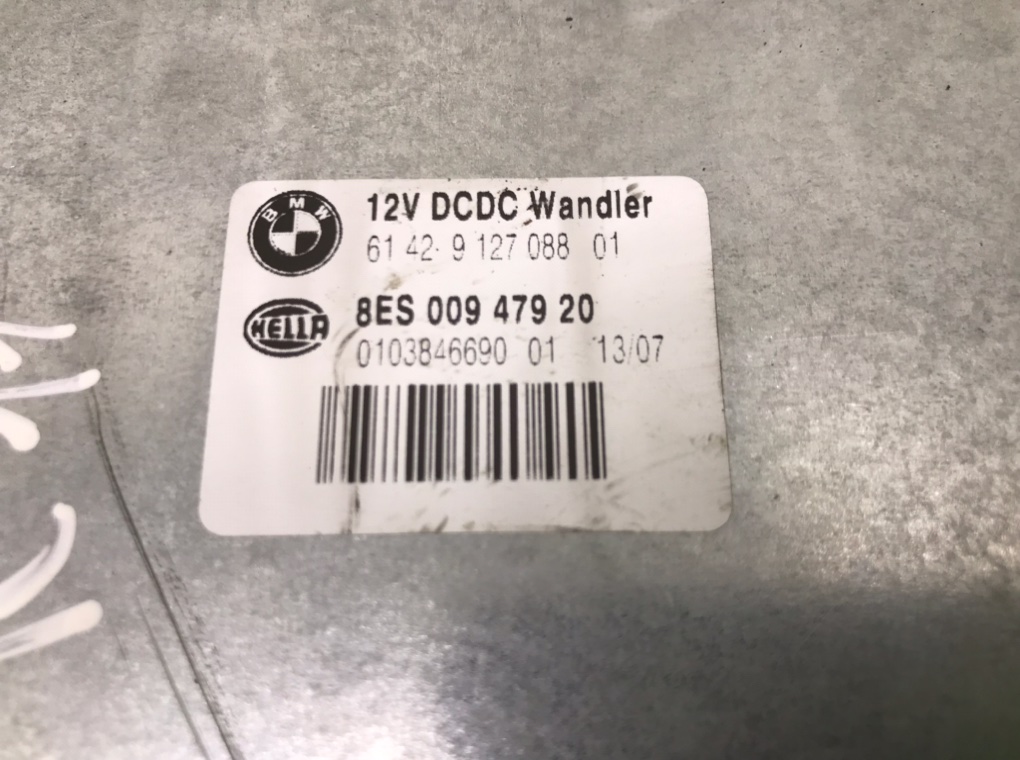 BMW
12V DCDC Wandler
61 42 9 127 088 01
HELLA
8ES 009 479 20
0103846690 01 13/07